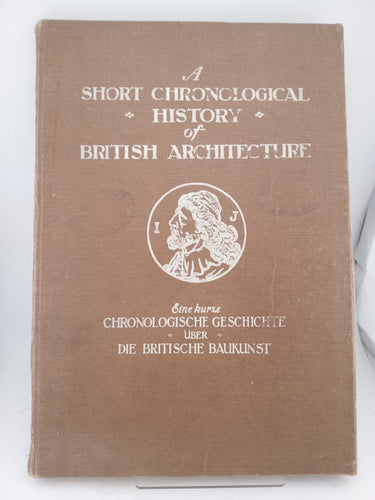 A
SHORT CHRONOLOGICAL
HISTORY
of
BRITISH ARCHITECTURE
I J
Eine kurze
CHRONOLOGISCHE GESCHICHTE
ÜBER
DIE BRITISCHE BAUKUNST